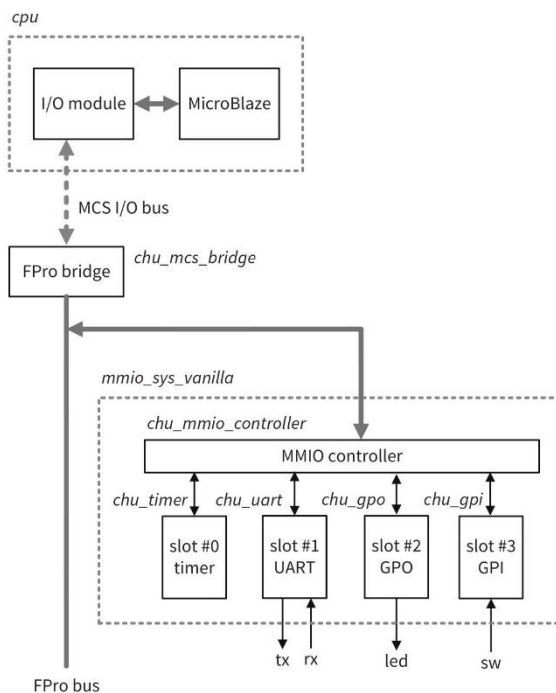 cpu
I/O module
MicroBlaze
MCS I/O bus
FPro bridge
chu_mcs_bridge
mmio_sys_vanilla
chu_mmio_controller
MMIO controller
chu_timer
chu_uart
chu_gpo
chu_gpi
slot #0
timer
slot #1
UART
slot #2
GPO
slot #3
GPI
tx
rx
led
sw
FPro bus